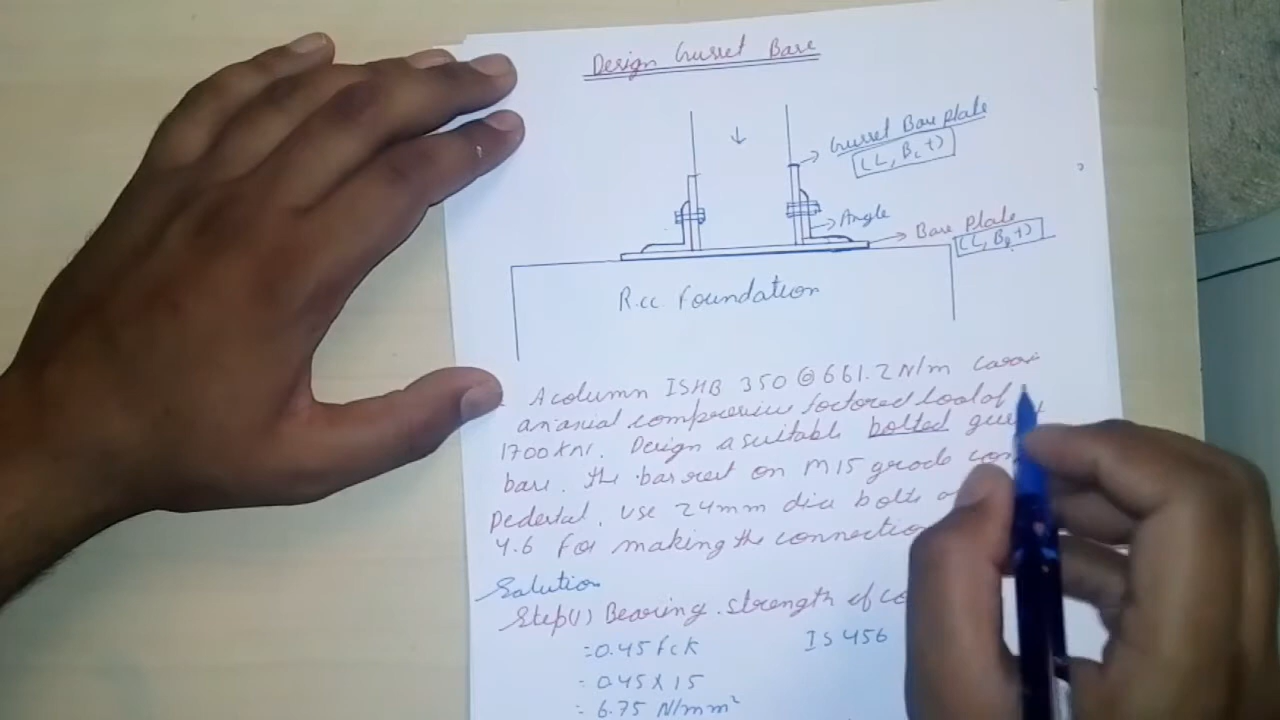 Design Gusset Base
Gusset Base plate
(L, B, t)
Angle
Base Plate
(L, B, t)
R.cc Foundation
A column ISHB 350 @ 661.2 N/m
an axial compressive factored load of
1700 KN. Design a suitable bolted
base. the bas rest on M15 grade
Pedestal. use 24mm dia bolts
4.6 For making the connection
Solution
Step(1) Bearing. strength of
=0.45 Fck IS 456
= 0.45 X 15
= 6.75 N/mm²